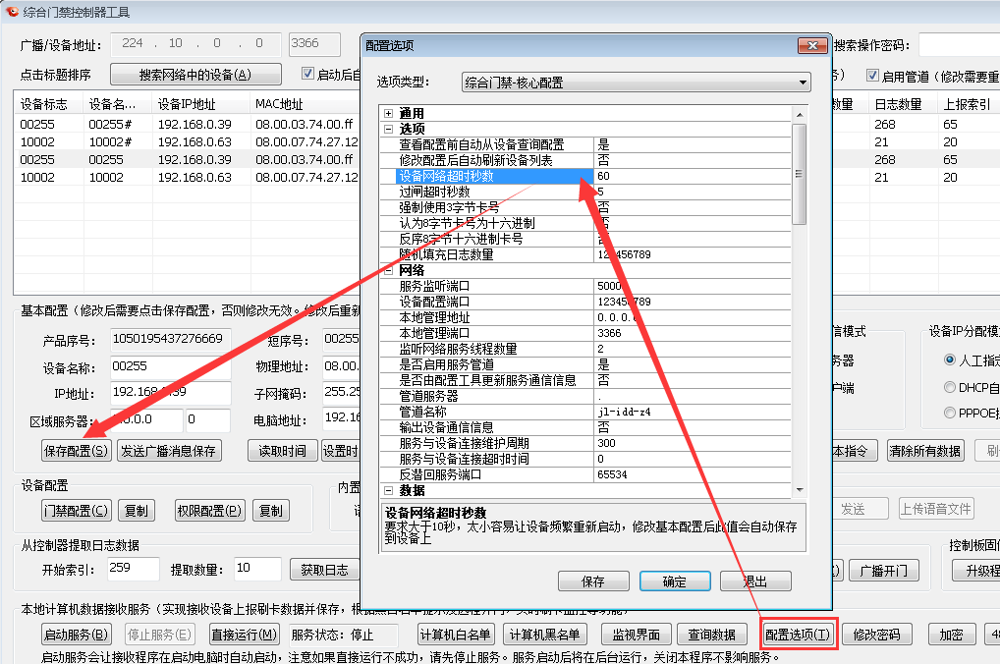 综合门禁控制器工具
广播/设备地址: 224 . 10 . 0 . 0 3366
搜索操作密码:
点击标题排序 搜索网络中的设备(A) 启动后自
启用管道（修改需要重
设备标志 设备名... 设备IP地址 MAC地址 数量 日志数量 上报索引
00255 00255# 192.168.0.39 08.00.03.74.00.ff 268 65
10002 10002# 192.168.0.63 08.00.07.74.27.12 21 20
00255 00255 192.168.0.39 08.00.03.74.00.ff 268 65
10002 10002 192.168.0.63 08.00.07.74.27.12 21 20
配置选项
选项类型: 综合门禁-核心配置
通用
选项
查看配置前自动从设备查询配置 是
修改配置后自动刷新设备列表 否
设备网络超时秒数 60
过闸超时秒数 5
强制使用3字节卡号 否
认为8字节卡号为十六进制 否
反序8字节十六进制卡号 否
随机填充日志数量 123456789
网络
服务监听端口 5000
设备配置端口 123456789
本地管理地址 0.0.0.0
本地管理端口 3366
监听网络服务线程数量 2
是否启用服务管道 是
是否由配置工具更新服务通信信息 否
管道服务器 .
管道名称 jl-idd-z4
输出设备通信信息 否
服务与设备连接维护周期 300
服务与设备连接超时时间 0
反潜回服务端口 65534
数据
设备网络超时秒数
要求大于10秒，太小容易让设备频繁重新启动，修改基本配置后此值会自动保存
到设备上
保存 确定 退出
基本配置（修改后需要点击保存配置，否则修改无效。修改后重新
产品序号: 1050195437276669 短序号: 00255
设备名称: 00255 物理地址: 08.00.
IP地址: 192.168.0.39 子网掩码: 255.25
区域服务器: 0.0.0.0 0 电脑地址: 192.16
信模式 设备IP分配模
务器 人工指定
户端 DHCP自
PPPOE
保存配置(S) 发送广播消息保存 读取时间 设置时
本指令 清除所有数据 刷
设备配置 内置
门禁配置(C) 复制 权限配置(P) 复制
发送 上传语音文件
从控制器提取日志数据 控制板固
开始索引: 259 提取数量: 10 获取日志
广播开门 升级程
本地计算机数据接收服务（实现接收设备上报刷卡数据并保存，根据黑白名单提示及远程开门，实时刷卡监控等功能）
启动服务(B) 停止服务(E) 直接运行(M) 服务状态: 停止 计算机白名单 计算机黑名单 监视界面 查询数据 配置选项(I) 修改密码 加密
启动服务会让接收程序在启动电脑时自动启动，注意如果直接运行不成功，请先停止服务。服务启动后将在后台运行，关闭本程序不影响服务。